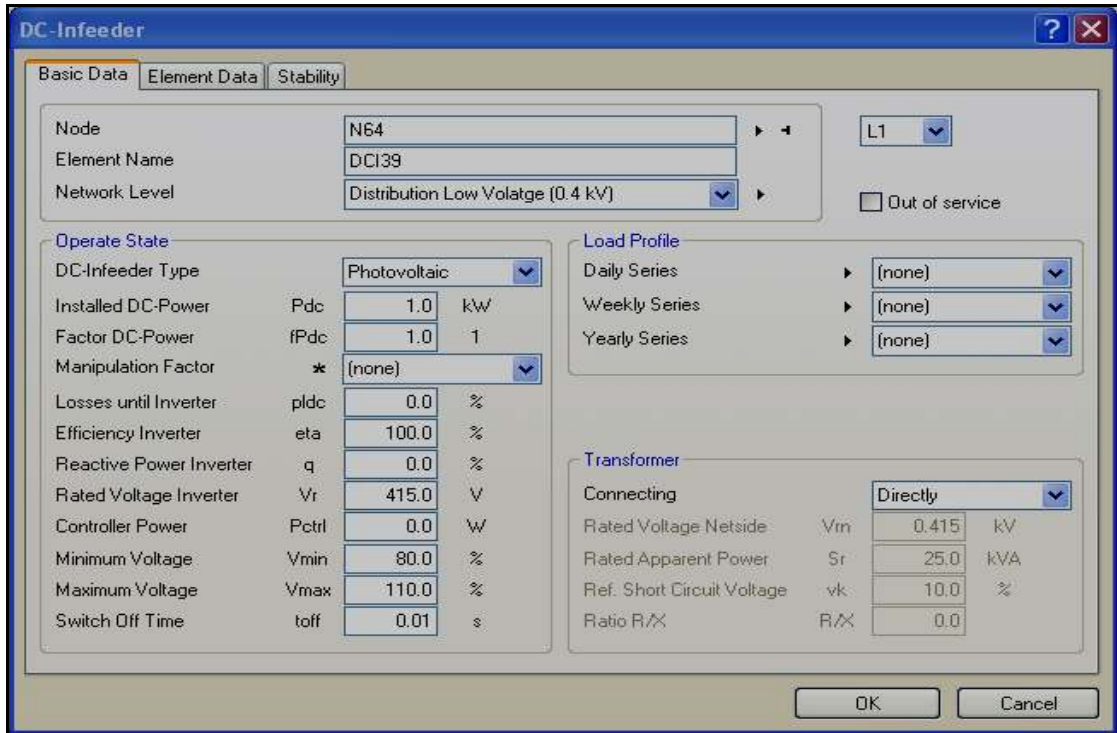 DC-Infeeder
Basic Data Element Data Stability
Node N64 L1
Element Name DCI39
Network Level Distribution Low Volatge (0.4 kV) Out of service
Operate State
DC-Infeeder Type Photovoltaic
Installed DC-Power Pdc 1.0 kW
Factor DC-Power fPdc 1.0 1
Manipulation Factor * (none)
Losses until Inverter pldc 0.0 %
Efficiency Inverter eta 100.0 %
Reactive Power Inverter q 0.0 %
Rated Voltage Inverter Vr 415.0 V
Controller Power Pctrl 0.0 W
Minimum Voltage Vmin 80.0 %
Maximum Voltage Vmax 110.0 %
Switch Off Time toff 0.01 s
Load Profile
Daily Series (none)
Weekly Series (none)
Yearly Series (none)
Transformer
Connecting Directly
Rated Voltage Netside Vrn 0.415 kV
Rated Apparent Power Sr 25.0 kVA
Ref. Short Circuit Voltage vk 10.0 %
Ratio R/X R/X 0.0
OK Cancel